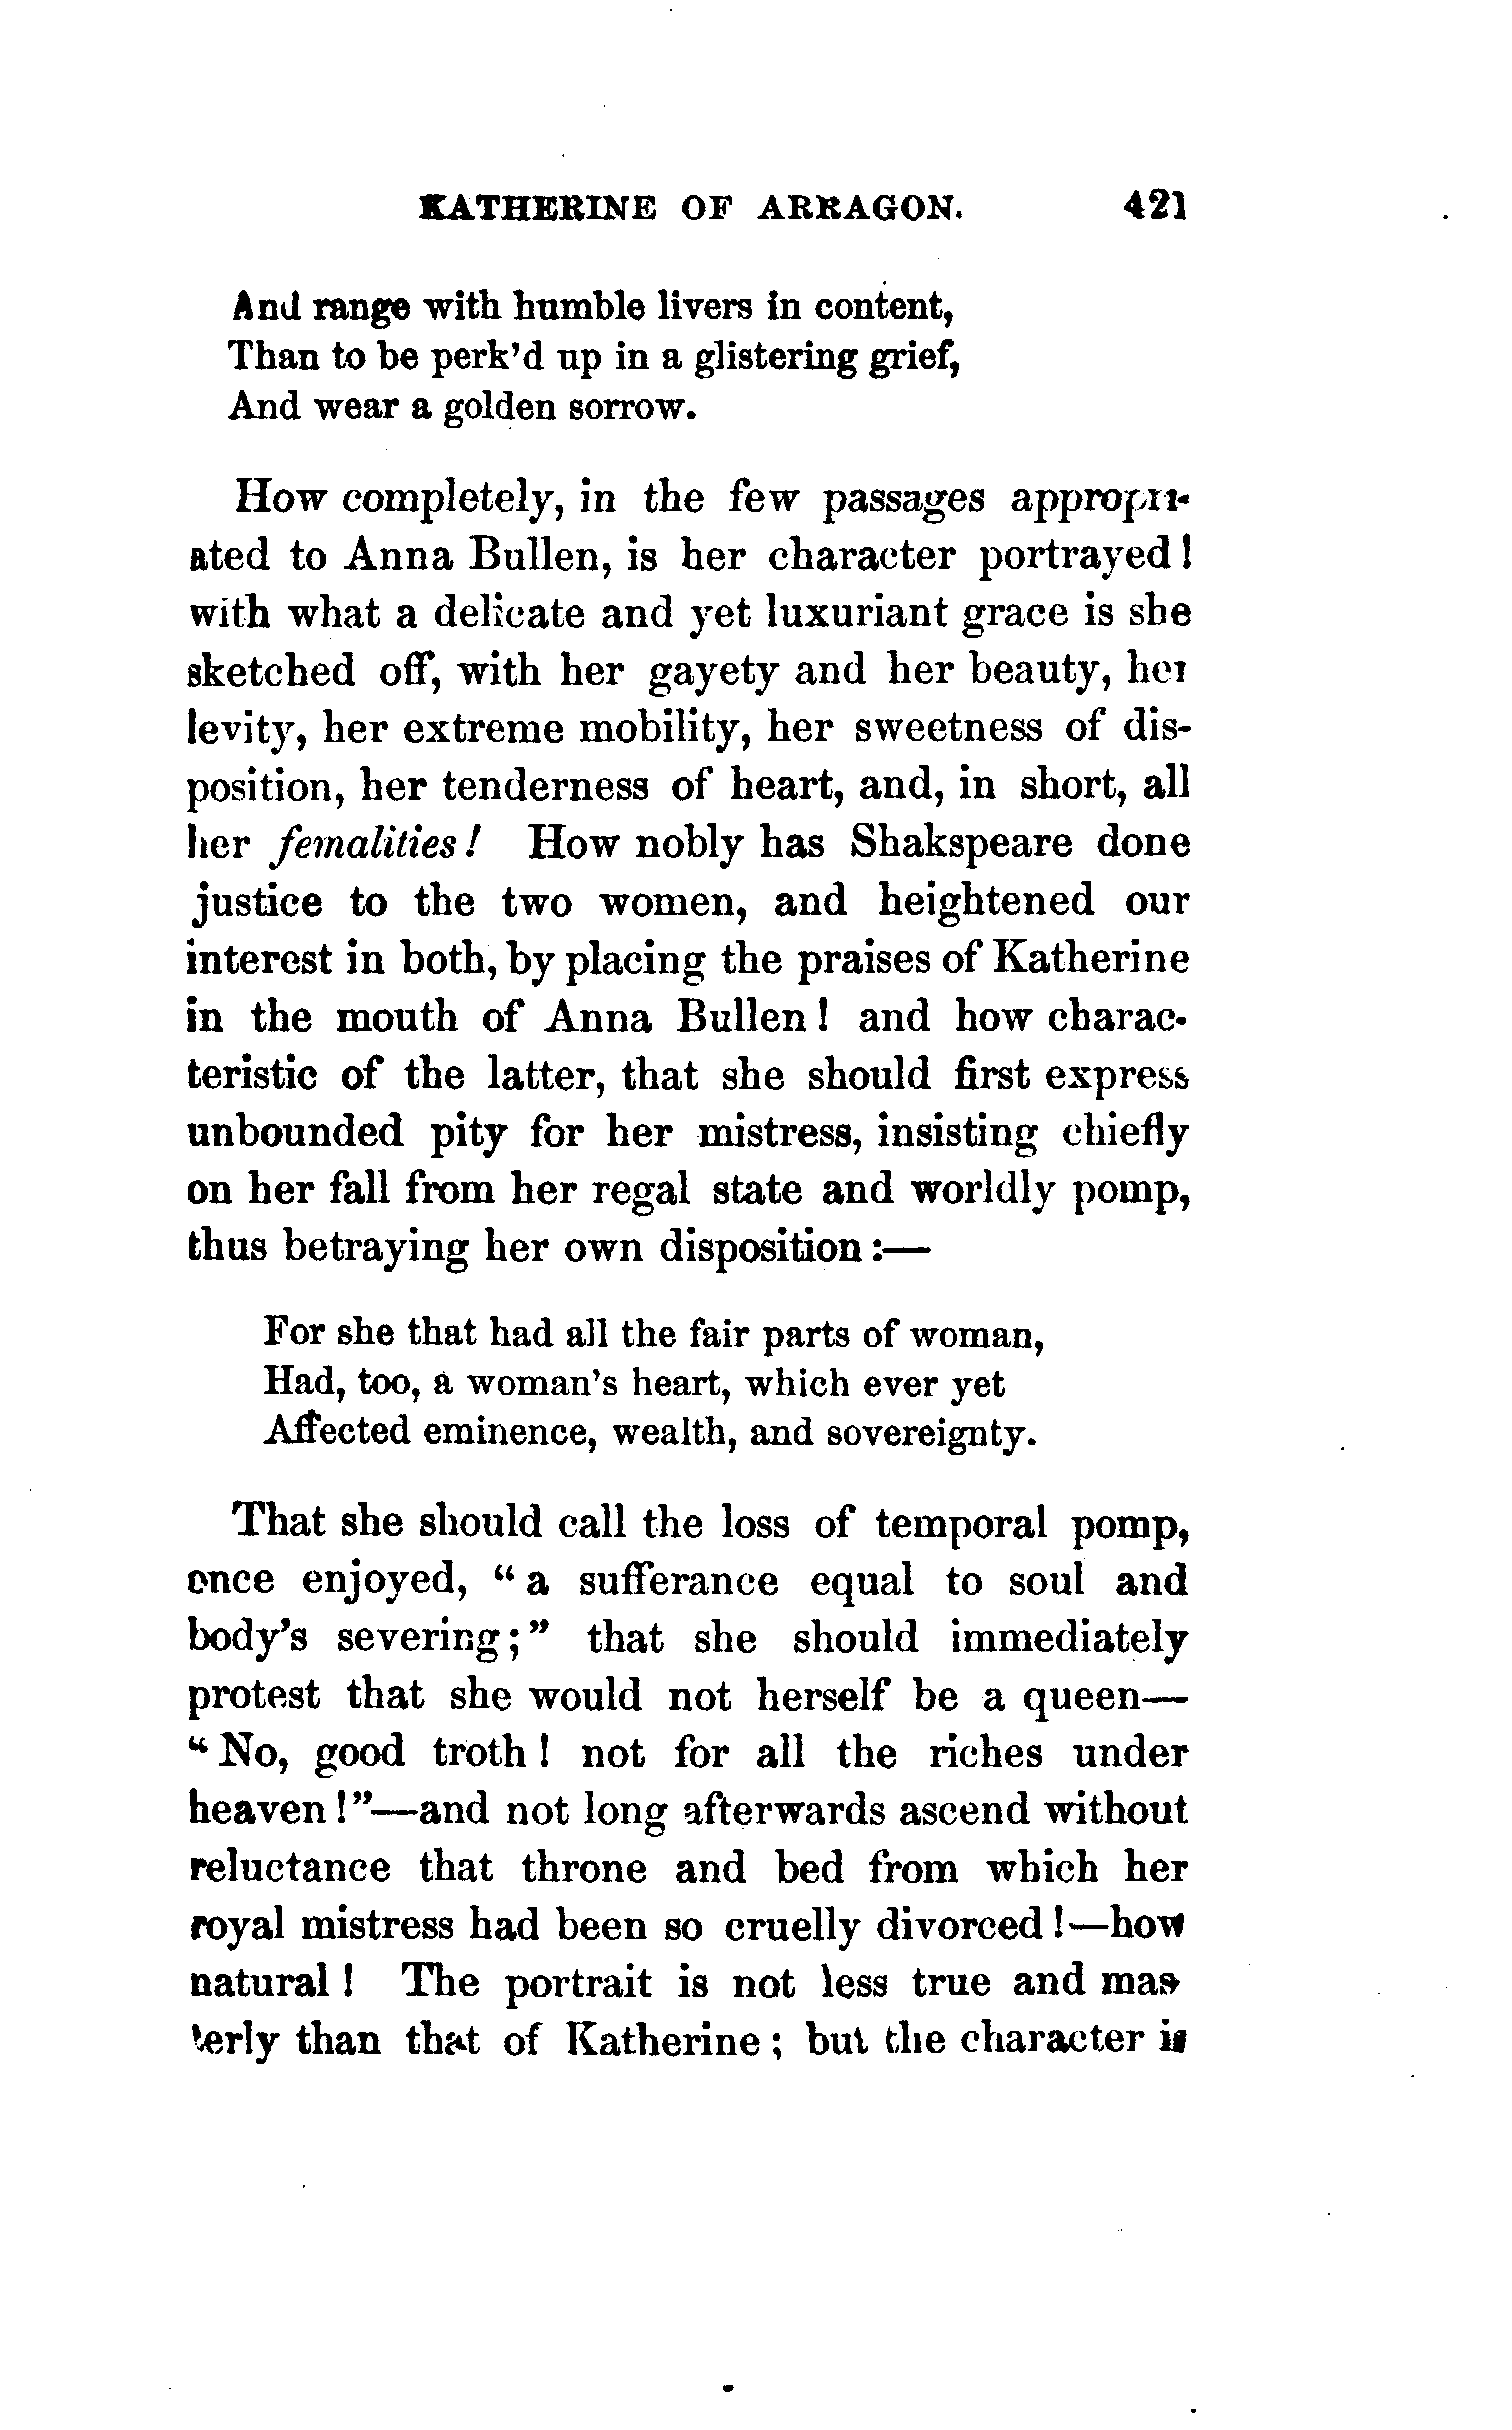 KATHERINE OF ARRAGON. 421
And range with humble livers in content,
Than to be perk'd up in a glistering grief,
And wear a golden sorrow.
How completely, in the few passages appropri-
ated to Anna Bullen, is her character portrayed!
with what a delicate and yet luxuriant grace is she
sketched off, with her gayety and her beauty, her
levity, her extreme mobility, her sweetness of dis-
position, her tenderness of heart, and, in short, all
her femalities! How nobly has Shakspeare done
justice to the two women, and heightened our
interest in both, by placing the praises of Katherine
in the mouth of Anna Bullen! and how charac-
teristic of the latter, that she should first express
unbounded pity for her mistress, insisting chiefly
on her fall from her regal state and worldly pomp,
thus betraying her own disposition:—
For she that had all the fair parts of woman,
Had, too, a woman's heart, which ever yet
Affected eminence, wealth, and sovereignty.
That she should call the loss of temporal pomp,
once enjoyed, "a sufferance equal to soul and
body's severing;" that she should immediately
protest that she would not herself be a queen—
"No, good troth! not for all the riches under
heaven!"—and not long afterwards ascend without
reluctance that throne and bed from which her
royal mistress had been so cruelly divorced!—how
natural! The portrait is not less true and mas-
terly than that of Katherine; but the character is